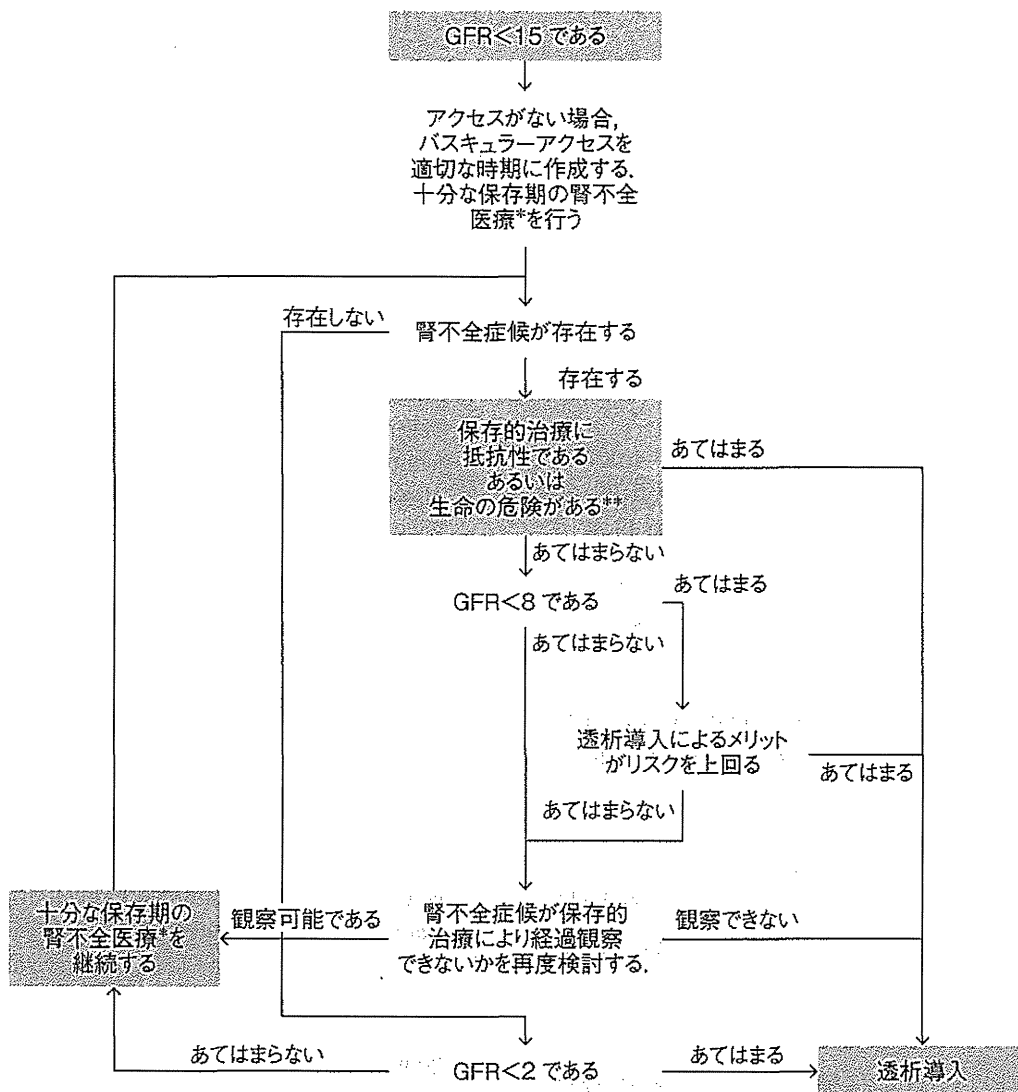 GFR<15 である
アクセスがない場合,
バスキュラーアクセスを
適切な時期に作成する.
十分な保存期の腎不全
医療*を行う
存在しない
腎不全症候が存在する
存在する
保存的治療に
抵抗性である
あるいは
生命の危険がある**
あてはまる
あてはまらない
GFR<8 である
あてはまる
あてはまらない
透析導入によるメリット
がリスクを上回る
あてはまる
あてはまらない
十分な保存期の
腎不全医療*を
継続する
観察可能である
腎不全症候が保存的
治療により経過観察
できないかを再度検討する.
観察できない
あてはまらない
GFR<2 である
あてはまる
透析導入